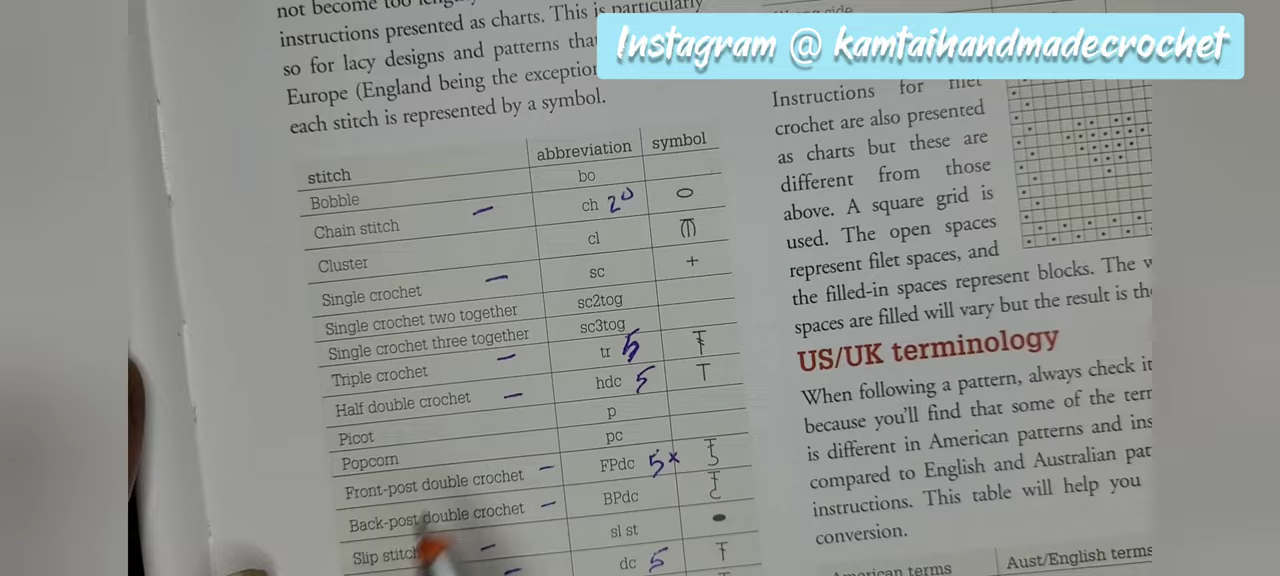 Instagram @ kamtaihandmadecrochet
not become too
instructions presented as charts. This is particularly
so for lacy designs and patterns
Europe (England being the exception
each stitch is represented by a symbol.
stitch abbreviation symbol
Bobble bo
Chain stitch – ch 20
Cluster cl
Single crochet – sc +
Single crochet two together sc2tog
Single crochet three together sc3tog
Triple crochet – tr 5
Half double crochet – hdc 5
Picot p
Popcorn pc
Front-post double crochet – FPdc 5x
Back-post double crochet – BPdc
Slip stitch – sl st
– dc 5
Instructions for filet
crochet are also presented
as charts but these are
different from those
above. A square grid is
used. The open spaces
represent filet spaces, and
the filled-in spaces represent blocks. The
spaces are filled will vary but the result is
US/UK terminology
When following a pattern, always check
because you'll find that some of the
is different in American patterns and
compared to English and Australian
instructions. This table will help you
conversion.
American terms Aust/English terms